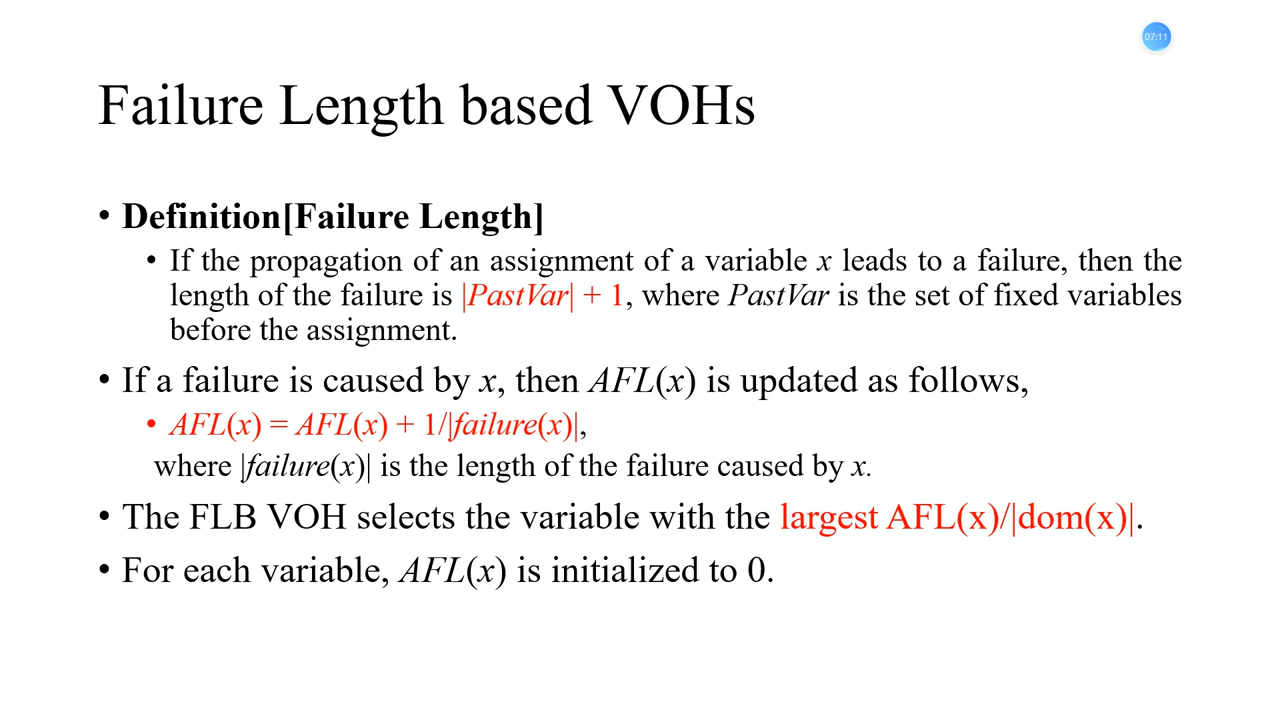 07:11
Failure Length based VOHs
• Definition[Failure Length]
• If the propagation of an assignment of a variable x leads to a failure, then the
length of the failure is |PastVar| + 1, where PastVar is the set of fixed variables
before the assignment.
• If a failure is caused by x, then AFL(x) is updated as follows,
• AFL(x) = AFL(x) + 1/|failure(x)|,
where |failure(x)| is the length of the failure caused by x.
• The FLB VOH selects the variable with the largest AFL(x)/|dom(x)|.
• For each variable, AFL(x) is initialized to 0.